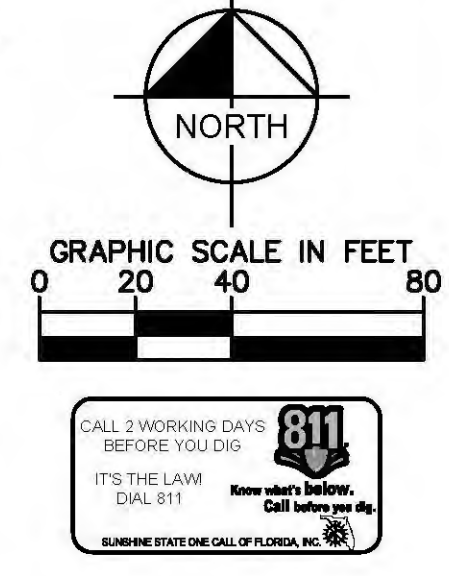 NORTH
GRAPHIC SCALE IN FEET
0 20 40 80
CALL 2 WORKING DAYS
BEFORE YOU DIG
IT'S THE LAW!
DIAL 811
811.
Know what's below.
Call before you dig.
SUNSHINE STATE ONE CALL OF FLORIDA, INC.